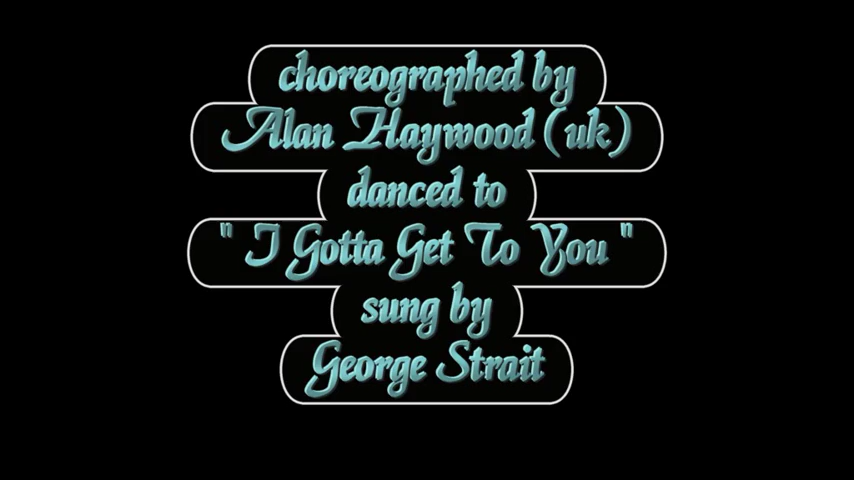 choreographed by
Alan Haywood (uk)
danced to
" I Gotta Get To You "
sung by
George Strait